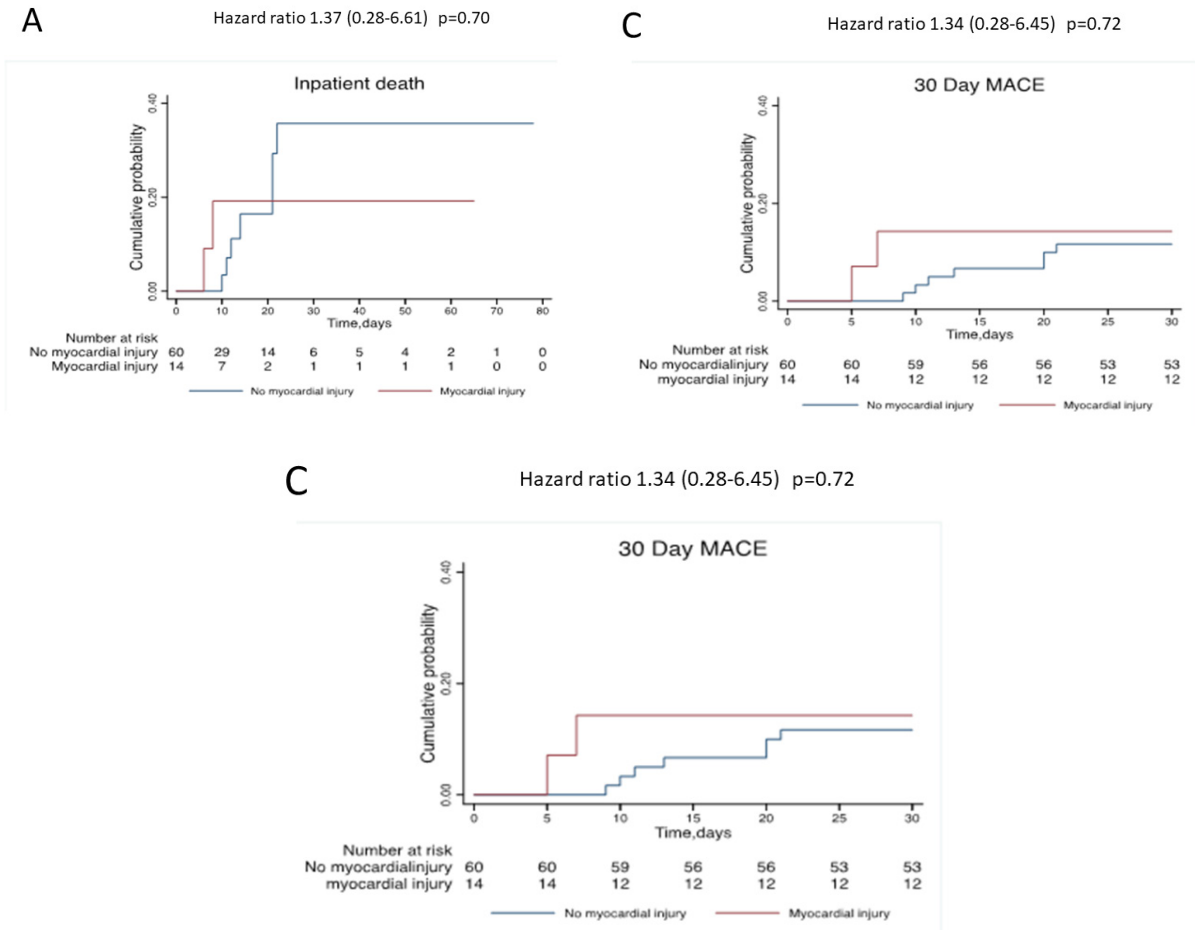 A
Hazard ratio 1.37 (0.28-6.61) p=0.70
Inpatient death
Cumulative probability
0.40
0.20
0.00
0 10 20 30 40 50 60 70 80
Time,days
Number at risk
No myocardial injury 60 29 14 6 5 4 2 1 0
Myocardial injury 14 7 2 1 1 1 1 0 0
No myocardial injury Myocardial injury
C
Hazard ratio 1.34 (0.28-6.45) p=0.72
30 Day MACE
Cumulative probability
0.40
0.20
0.00
0 5 10 15 20 25 30
Time,days
Number at risk
No myocardialinjury 60 60 59 56 56 53 53
myocardial injury 14 14 12 12 12 12 12
No myocardial injury Myocardial injury
C
Hazard ratio 1.34 (0.28-6.45) p=0.72
30 Day MACE
Cumulative probability
0.40
0.20
0.00
0 5 10 15 20 25 30
Time,days
Number at risk
No myocardialinjury 60 60 59 56 56 53 53
myocardial injury 14 14 12 12 12 12 12
No myocardial injury Myocardial injury